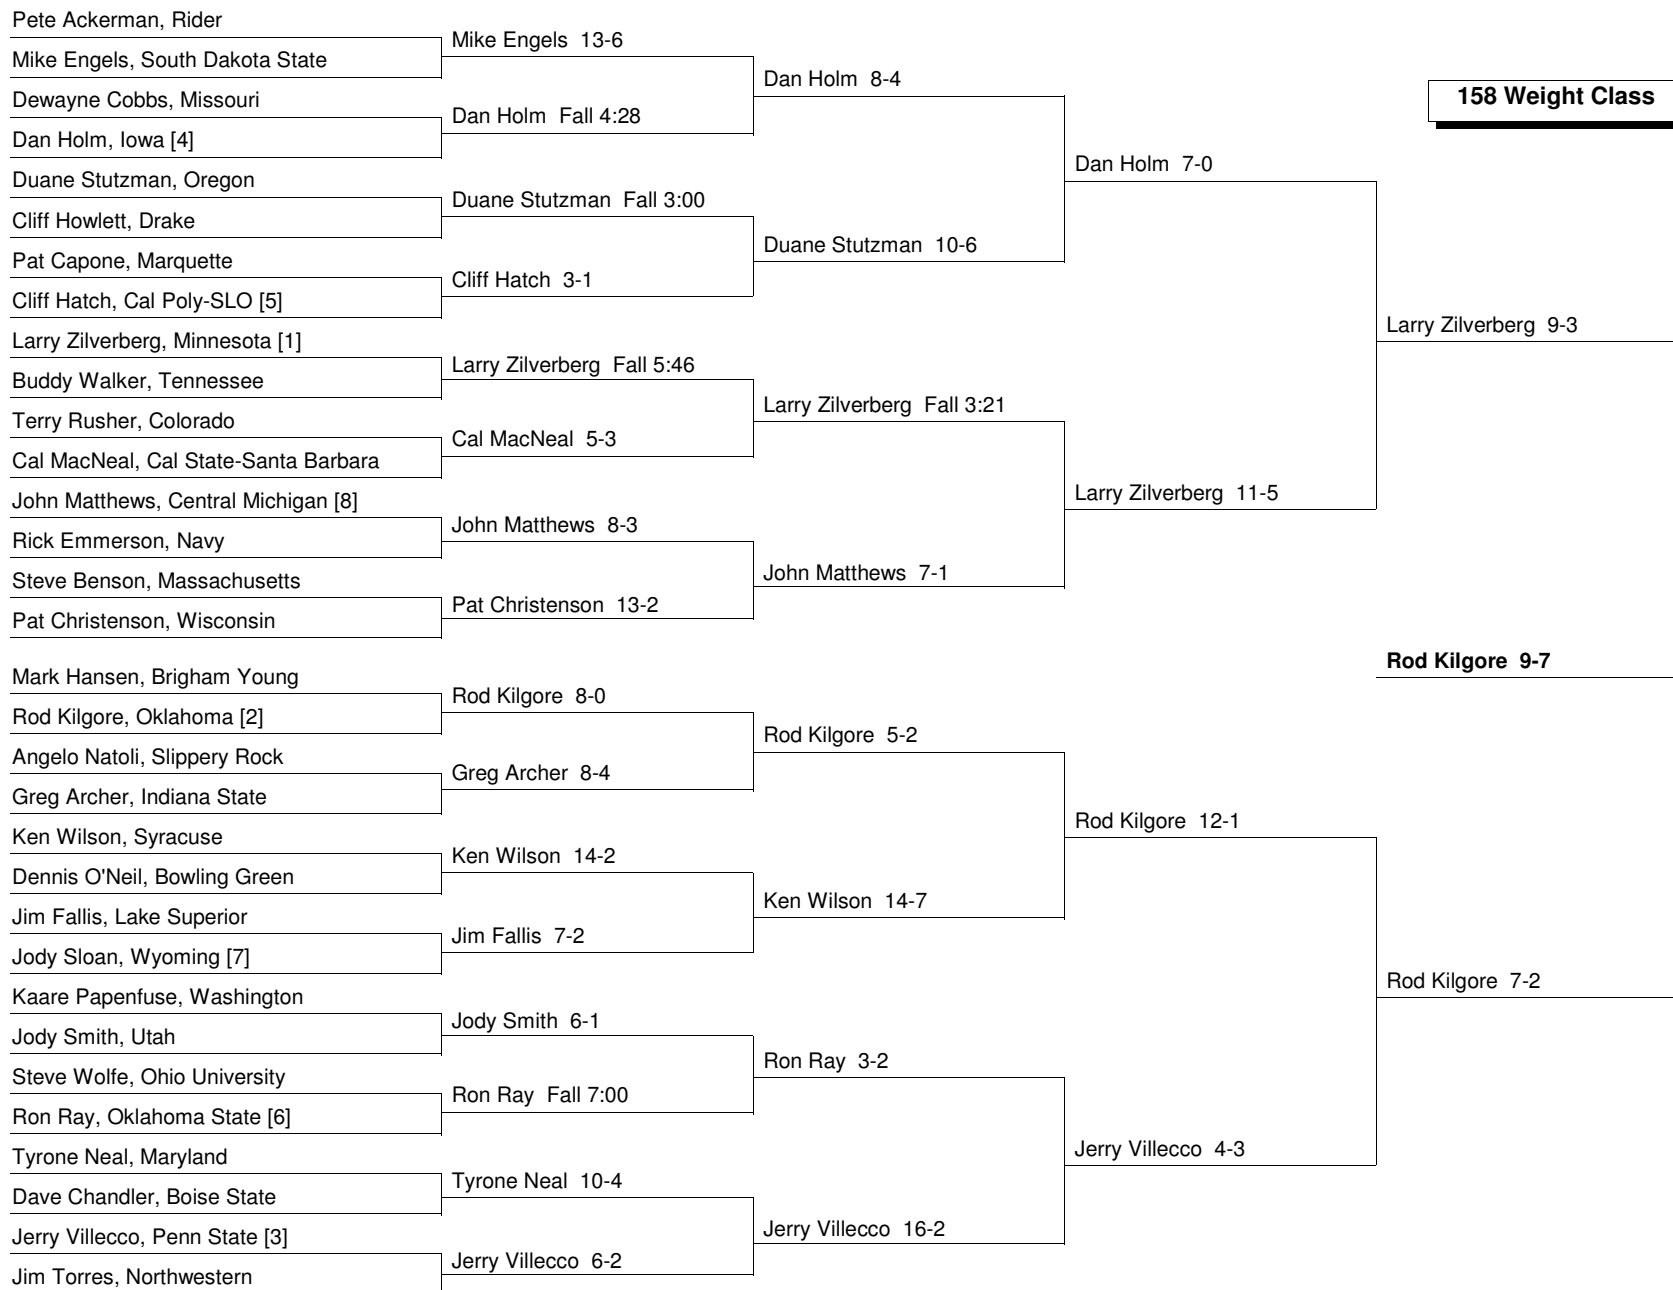 Pete Ackerman, Rider
Mike Engels, South Dakota State
Dewayne Cobbs, Missouri
Dan Holm, Iowa [4]
Duane Stutzman, Oregon
Cliff Howlett, Drake
Pat Capone, Marquette
Cliff Hatch, Cal Poly-SLO [5]
Larry Zilverberg, Minnesota [1]
Buddy Walker, Tennessee
Terry Rusher, Colorado
Cal MacNeal, Cal State-Santa Barbara
John Matthews, Central Michigan [8]
Rick Emmerson, Navy
Steve Benson, Massachusetts
Pat Christenson, Wisconsin
Mark Hansen, Brigham Young
Rod Kilgore, Oklahoma [2]
Angelo Natoli, Slippery Rock
Greg Archer, Indiana State
Ken Wilson, Syracuse
Dennis O'Neil, Bowling Green
Jim Fallis, Lake Superior
Jody Sloan, Wyoming [7]
Kaare Papenfuse, Washington
Jody Smith, Utah
Steve Wolfe, Ohio University
Ron Ray, Oklahoma State [6]
Tyrone Neal, Maryland
Dave Chandler, Boise State
Jerry Villecco, Penn State [3]
Jim Torres, Northwestern
Mike Engels 13-6
Dan Holm Fall 4:28
Duane Stutzman Fall 3:00
Cliff Hatch 3-1
Larry Zilverberg Fall 5:46
Cal MacNeal 5-3
John Matthews 8-3
Pat Christenson 13-2
Rod Kilgore 8-0
Greg Archer 8-4
Ken Wilson 14-2
Jim Fallis 7-2
Jody Smith 6-1
Ron Ray Fall 7:00
Tyrone Neal 10-4
Jerry Villecco 6-2
Dan Holm 8-4
Duane Stutzman 10-6
Larry Zilverberg Fall 3:21
John Matthews 7-1
Rod Kilgore 5-2
Ken Wilson 14-7
Ron Ray 3-2
Jerry Villecco 16-2
Dan Holm 7-0
Larry Zilverberg 11-5
Rod Kilgore 12-1
Jerry Villecco 4-3
158 Weight Class
Larry Zilverberg 9-3
Rod Kilgore 9-7
Rod Kilgore 7-2